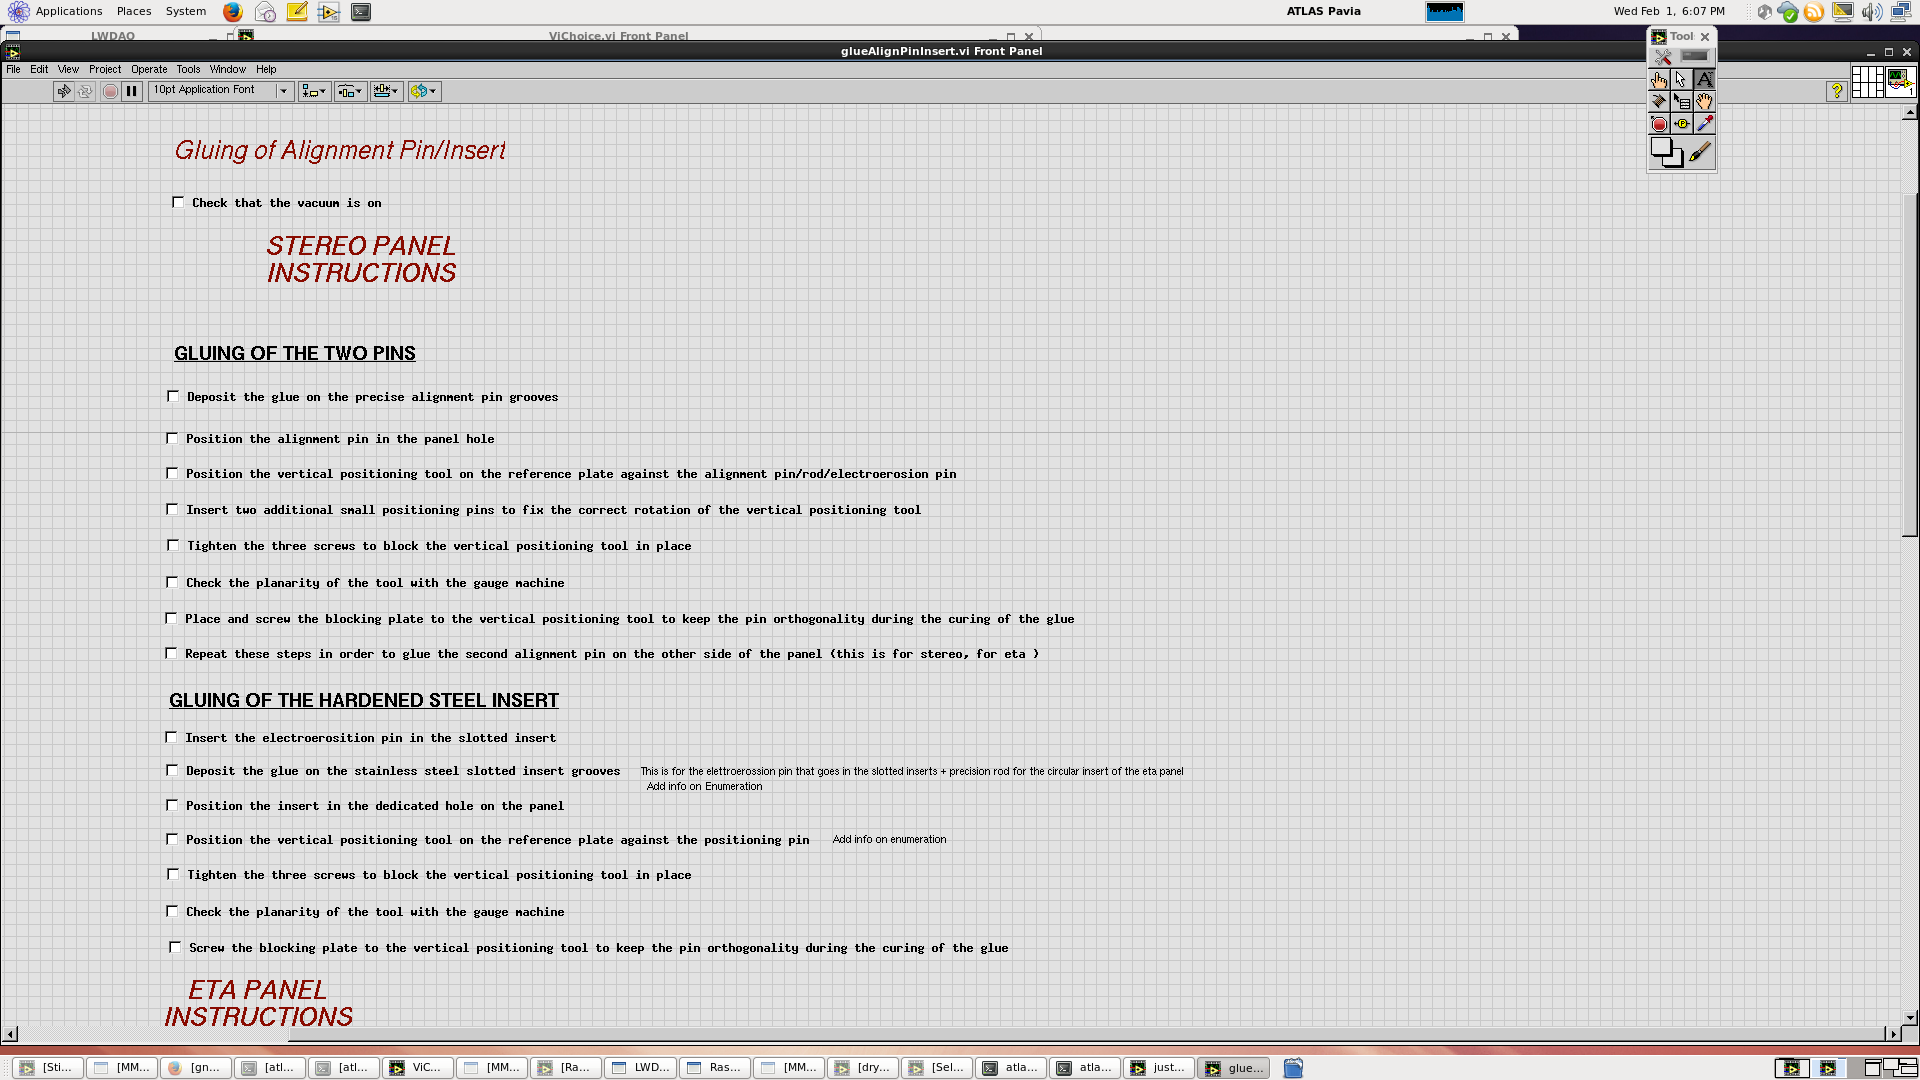 Applications Places System ATLAS Pavia Wed Feb 1, 6:07 PM
LWDAQ ViChoice.vi Front Panel Tools
glueAlignPinInsert.vi Front Panel
File Edit View Project Operate Tools Window Help
10pt Application Font
Gluing of Alignment Pin/Insert
Check that the vacuum is on
STEREO PANEL
INSTRUCTIONS
GLUING OF THE TWO PINS
Deposit the glue on the precise alignment pin grooves
Position the alignment pin in the panel hole
Position the vertical positioning tool on the reference plate against the alignment pin/rod/electroerosion pin
Insert two additional small positioning pins to fix the correct rotation of the vertical positioning tool
Tighten the three screws to block the vertical positioning tool in place
Check the planarity of the tool with the gauge machine
Place and screw the blocking plate to the vertical positioning tool to keep the pin orthogonality during the curing of the glue
Repeat these steps in order to glue the second alignment pin on the other side of the panel (this is for stereo, for eta )
GLUING OF THE HARDENED STEEL INSERT
Insert the electroerosition pin in the slotted insert
Deposit the glue on the stainless steel slotted insert grooves This is for the elettroerossion pin that goes in the slotted inserts + precision rod for the circular insert of the eta panel
Add info on Enumeration
Position the insert in the dedicated hole on the panel
Position the vertical positioning tool on the reference plate against the positioning pin Add info on enumeration
Tighten the three screws to block the vertical positioning tool in place
Check the planarity of the tool with the gauge machine
Screw the blocking plate to the vertical positioning tool to keep the pin orthogonality during the curing of the glue
ETA PANEL
INSTRUCTIONS
[Sti... [MM... [gn... [atl... [atl... ViC... [MM... [Ra... LWD... Ras... [MM... [dry... [Sel... atla... atla... just... glue...